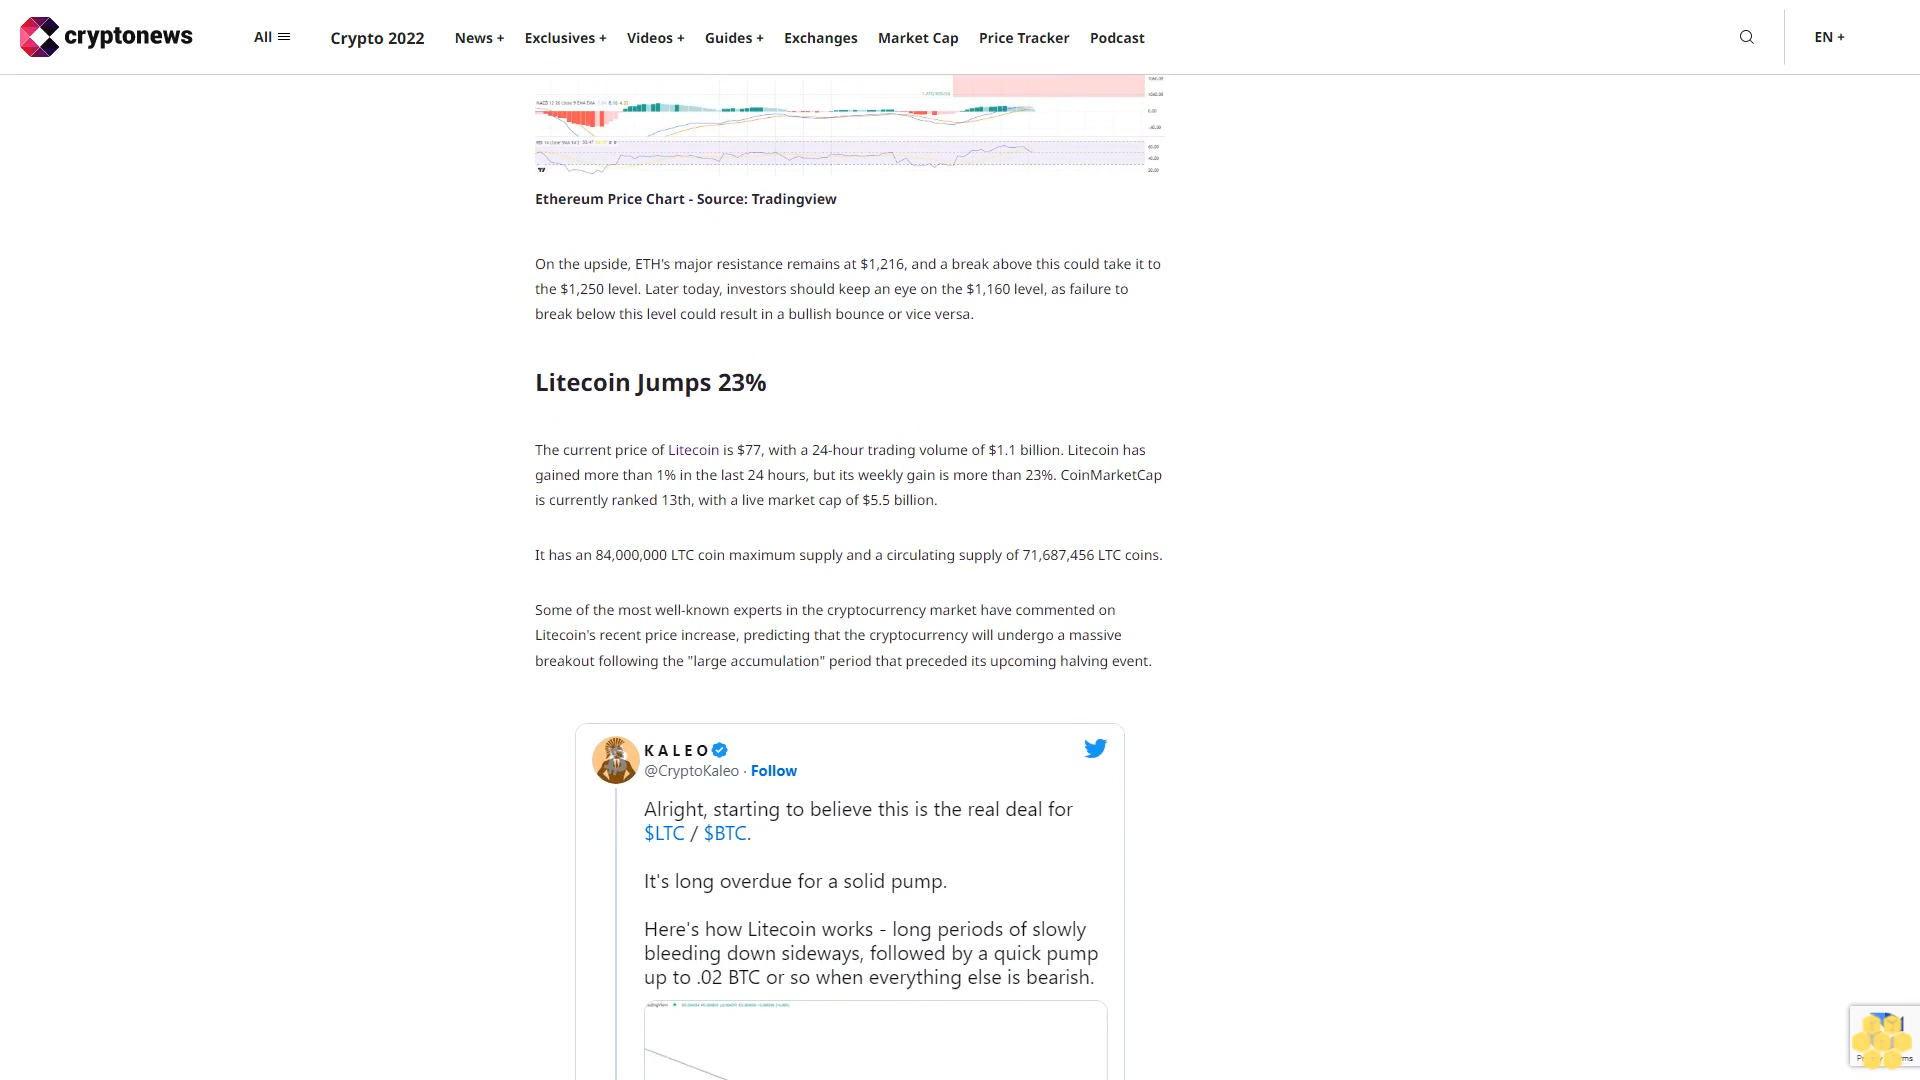 cryptonews
All
Crypto 2022
News +
Exclusives +
Videos +
Guides +
Exchanges
Market Cap
Price Tracker
Podcast
EN +
Ethereum Price Chart - Source: Tradingview
On the upside, ETH's major resistance remains at $1,216, and a break above this could take it to
the $1,250 level. Later today, investors should keep an eye on the $1,160 level, as failure to
break below this level could result in a bullish bounce or vice versa.
Litecoin Jumps 23%
The current price of Litecoin is $77, with a 24-hour trading volume of $1.1 billion. Litecoin has
gained more than 1% in the last 24 hours, but its weekly gain is more than 23%. CoinMarketCap
is currently ranked 13th, with a live market cap of $5.5 billion.
It has an 84,000,000 LTC coin maximum supply and a circulating supply of 71,687,456 LTC coins.
Some of the most well-known experts in the cryptocurrency market have commented on
Litecoin's recent price increase, predicting that the cryptocurrency will undergo a massive
breakout following the "large accumulation" period that preceded its upcoming halving event.
K A L E O
@CryptoKaleo · Follow
Alright, starting to believe this is the real deal for
$LTC / $BTC.
It's long overdue for a solid pump.
Here's how Litecoin works - long periods of slowly
bleeding down sideways, followed by a quick pump
up to .02 BTC or so when everything else is bearish.